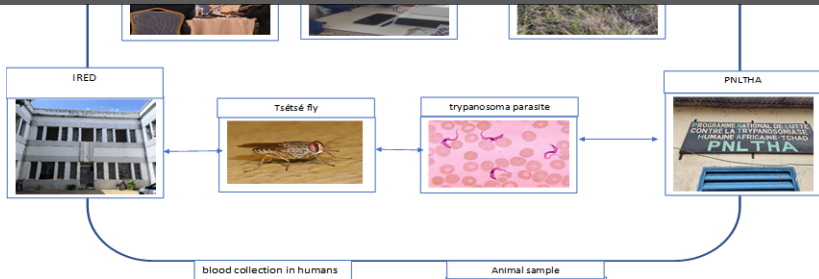 IRED
PNLTHA
Tsétsé fly
trypanosoma parasite
PROGRAMME NATIONAL DE LUTTE
CONTRE LA TRYPANOSOMIASE
HUMAINE AFRICAINE-TCHAD
PNLTHA
blood collection in humans
Animal sample